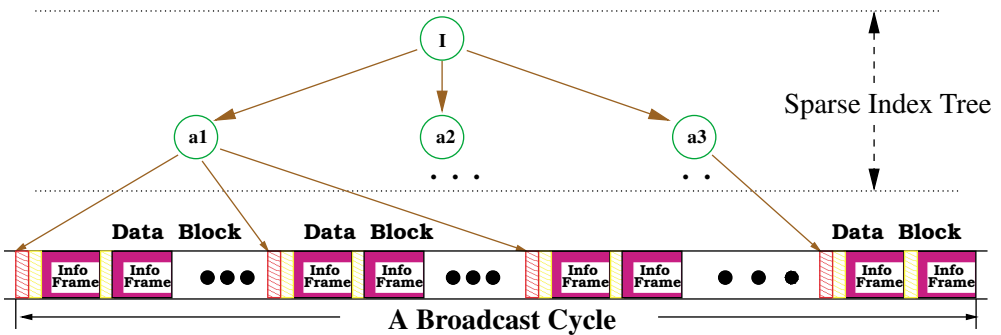 I
Sparse Index Tree
a1 a2 a3
Data Block Data Block Data Block
Info Frame Info Frame Info Frame Info Frame Info Frame Info Frame Info Frame Info Frame
A Broadcast Cycle